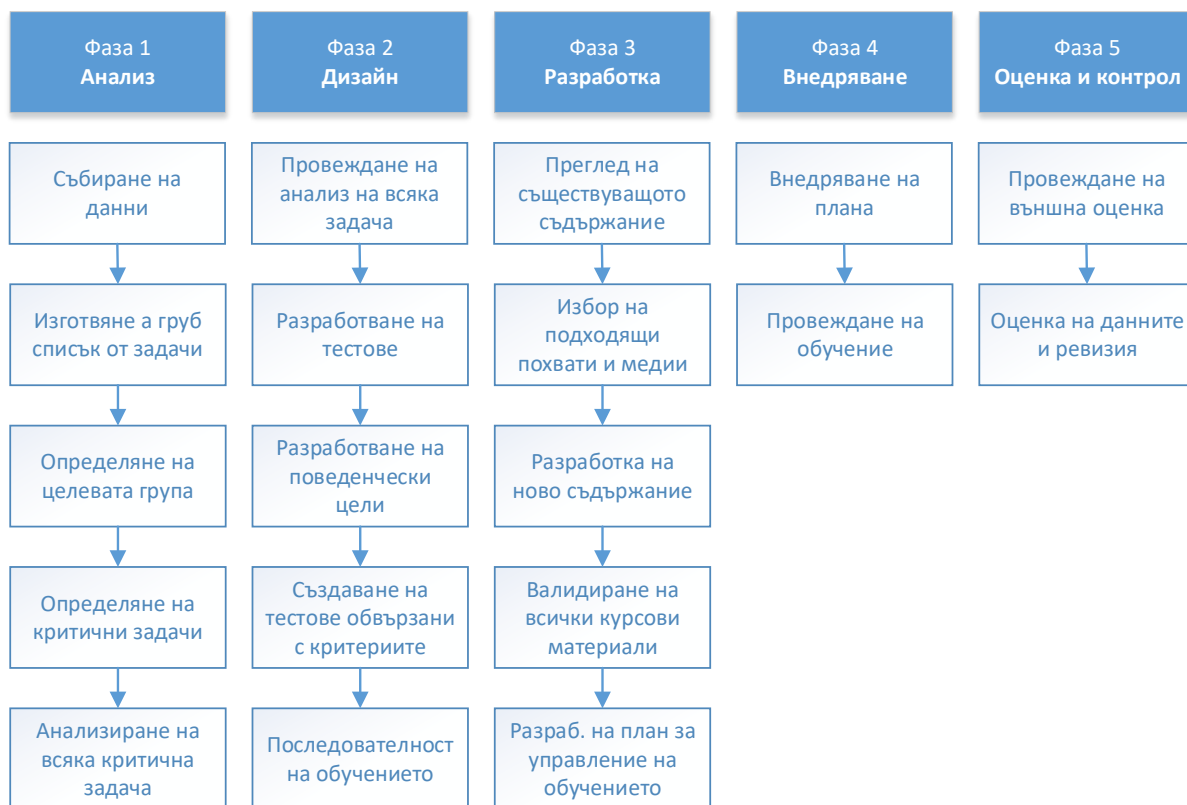 Фаза 1
Анализ
Събиране на
данни
Изготвяне а груб
списък от задачи
Определяне на
целевата група
Определяне на
критични задачи
Анализиране на
всяка критична
задача
Фаза 2
Дизайн
Провеждане на
анализ на всяка
задача
Разработване на
тестове
Разработване на
поведенчески
цели
Създаване на
тестове обвързани
с критериите
Последователност
на обучението
Фаза 3
Разработка
Преглед на
съществуващото
съдържание
Избор на
подходящи
похвати и медии
Разработка на
ново съдържание
Валидиране на
всички курсови
материали
Разраб. на план за
управление на
обучението
Фаза 4
Внедряване
Внедряване на
плана
Провеждане на
обучение
Фаза 5
Оценка и контрол
Провеждане на
външна оценка
Оценка на данните
и ревизия